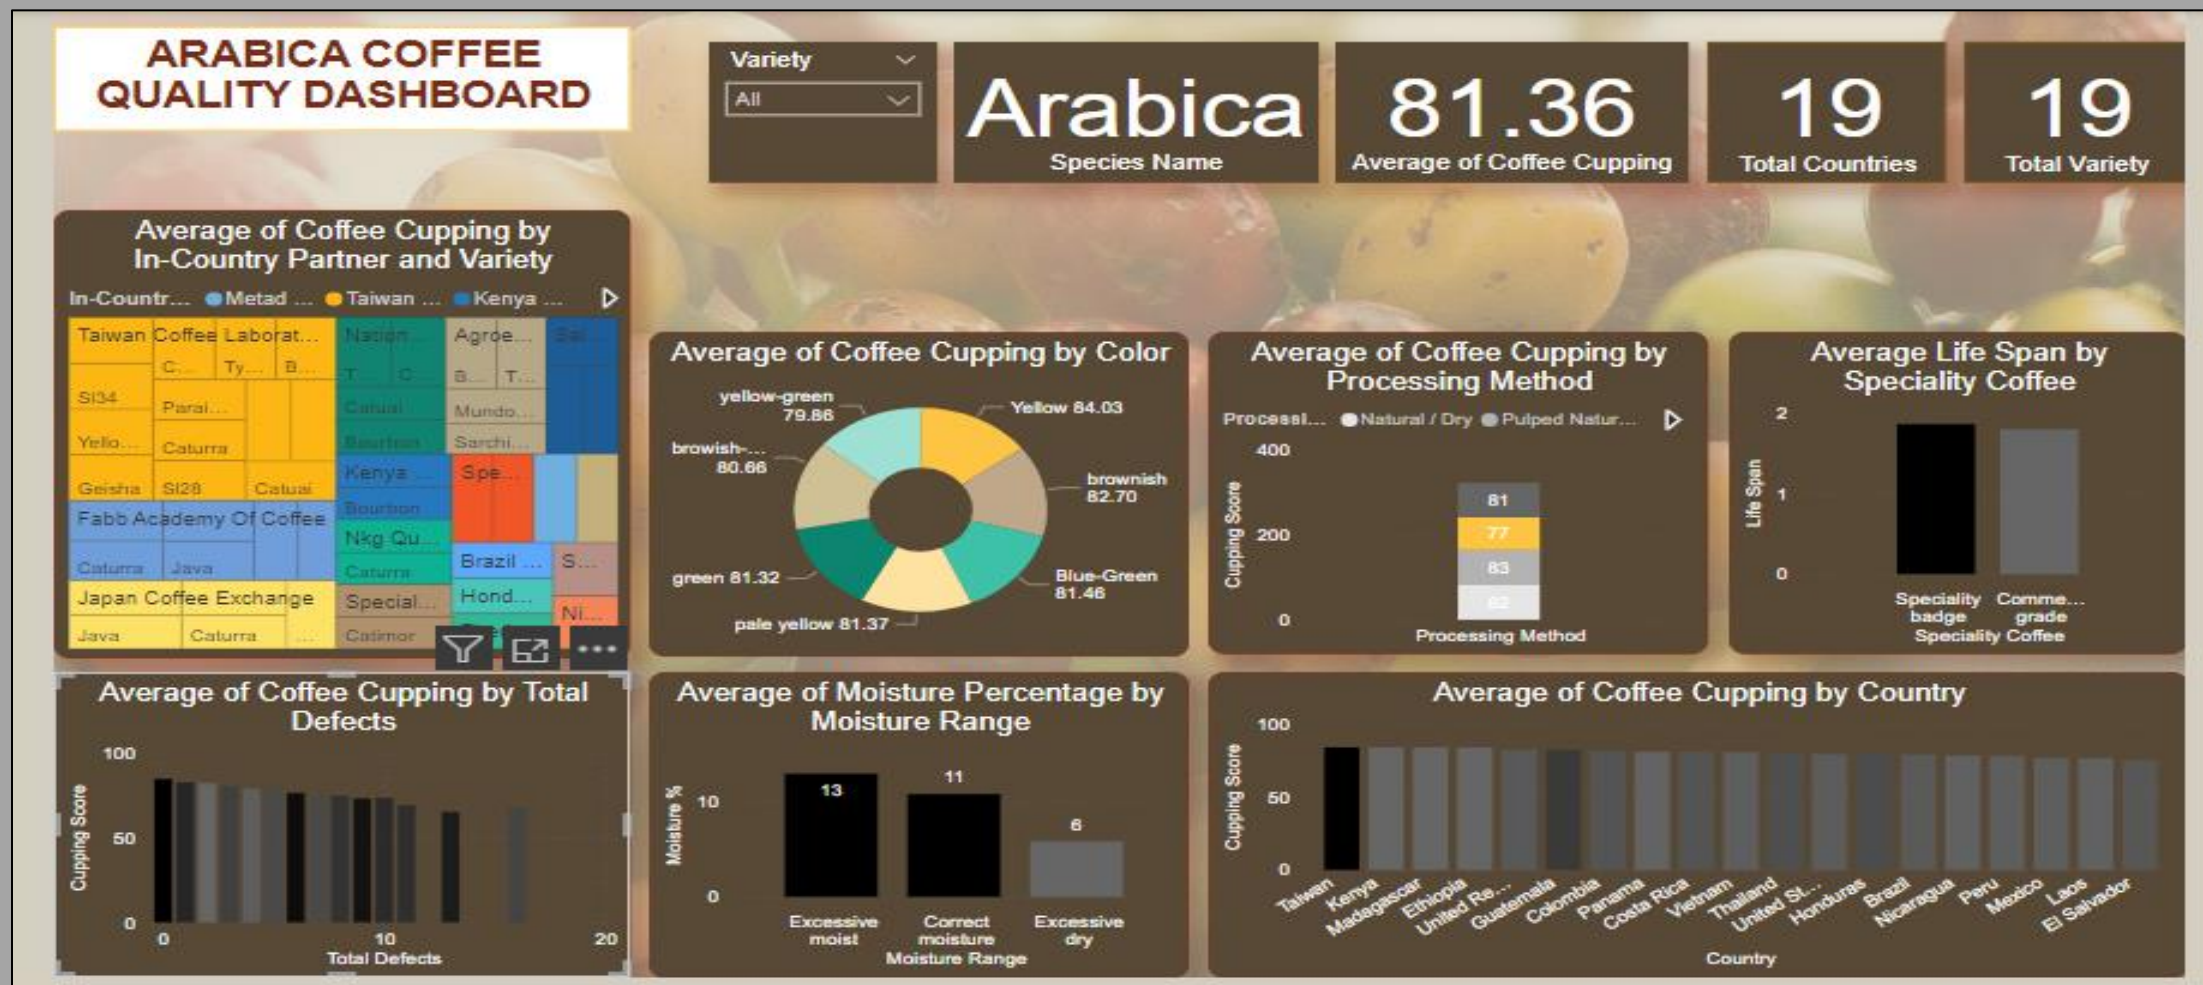 ARABICA COFFEE
QUALITY DASHBOARD
Variety
All
Arabica
Species Name
81.36
Average of Coffee Cupping
19
Total Countries
19
Total Variety
Average of Coffee Cupping by
In-Country Partner and Variety
In-Countr... Metad ... Taiwan ... Kenya ...
Taiwan Coffee Laborat...
C... Ty... B...
Sl34
Parai...
Yello...
Caturra
Geisha Sl28 Catuai
Fabb Academy Of Coffee
Caturra Java
Japan Coffee Exchange
Java Caturra ...
Nation...
T... C...
Catuai
Bourbon
Kenya ...
Bourbon
Nkg Qu...
Caturra
Special...
Catimor
Agroe...
B... T...
Mundo...
Sarchi...
Spe...
Brazil ... S...
Hond...
Ni...
Average of Coffee Cupping by Color
yellow-green
79.86
Yellow 84.03
browish-...
80.66
brownish
82.70
green 81.32
Blue-Green
81.46
pale yellow 81.37
Average of Coffee Cupping by
Processing Method
Processi... Natural / Dry Pulped Natur...
400
200
0
Cupping Score
81
77
83
82
Processing Method
Average Life Span by
Speciality Coffee
2
1
0
Life Span
Speciality
badge
Comme...
grade
Speciality Coffee
Average of Coffee Cupping by Total
Defects
100
50
0
Cupping Score
0 10 20
Total Defects
Average of Moisture Percentage by
Moisture Range
10
0
Moisture %
13
11
6
Excessive
moist
Correct
moisture
Excessive
dry
Moisture Range
Average of Coffee Cupping by Country
100
50
0
Cupping Score
Taiwan
Kenya
Madagascar
Ethiopia
United Re...
Guatemala
Colombia
Panama
Costa Rica
Vietnam
Thailand
United St...
Honduras
Brazil
Nicaragua
Peru
Mexico
Laos
El Salvador
Country